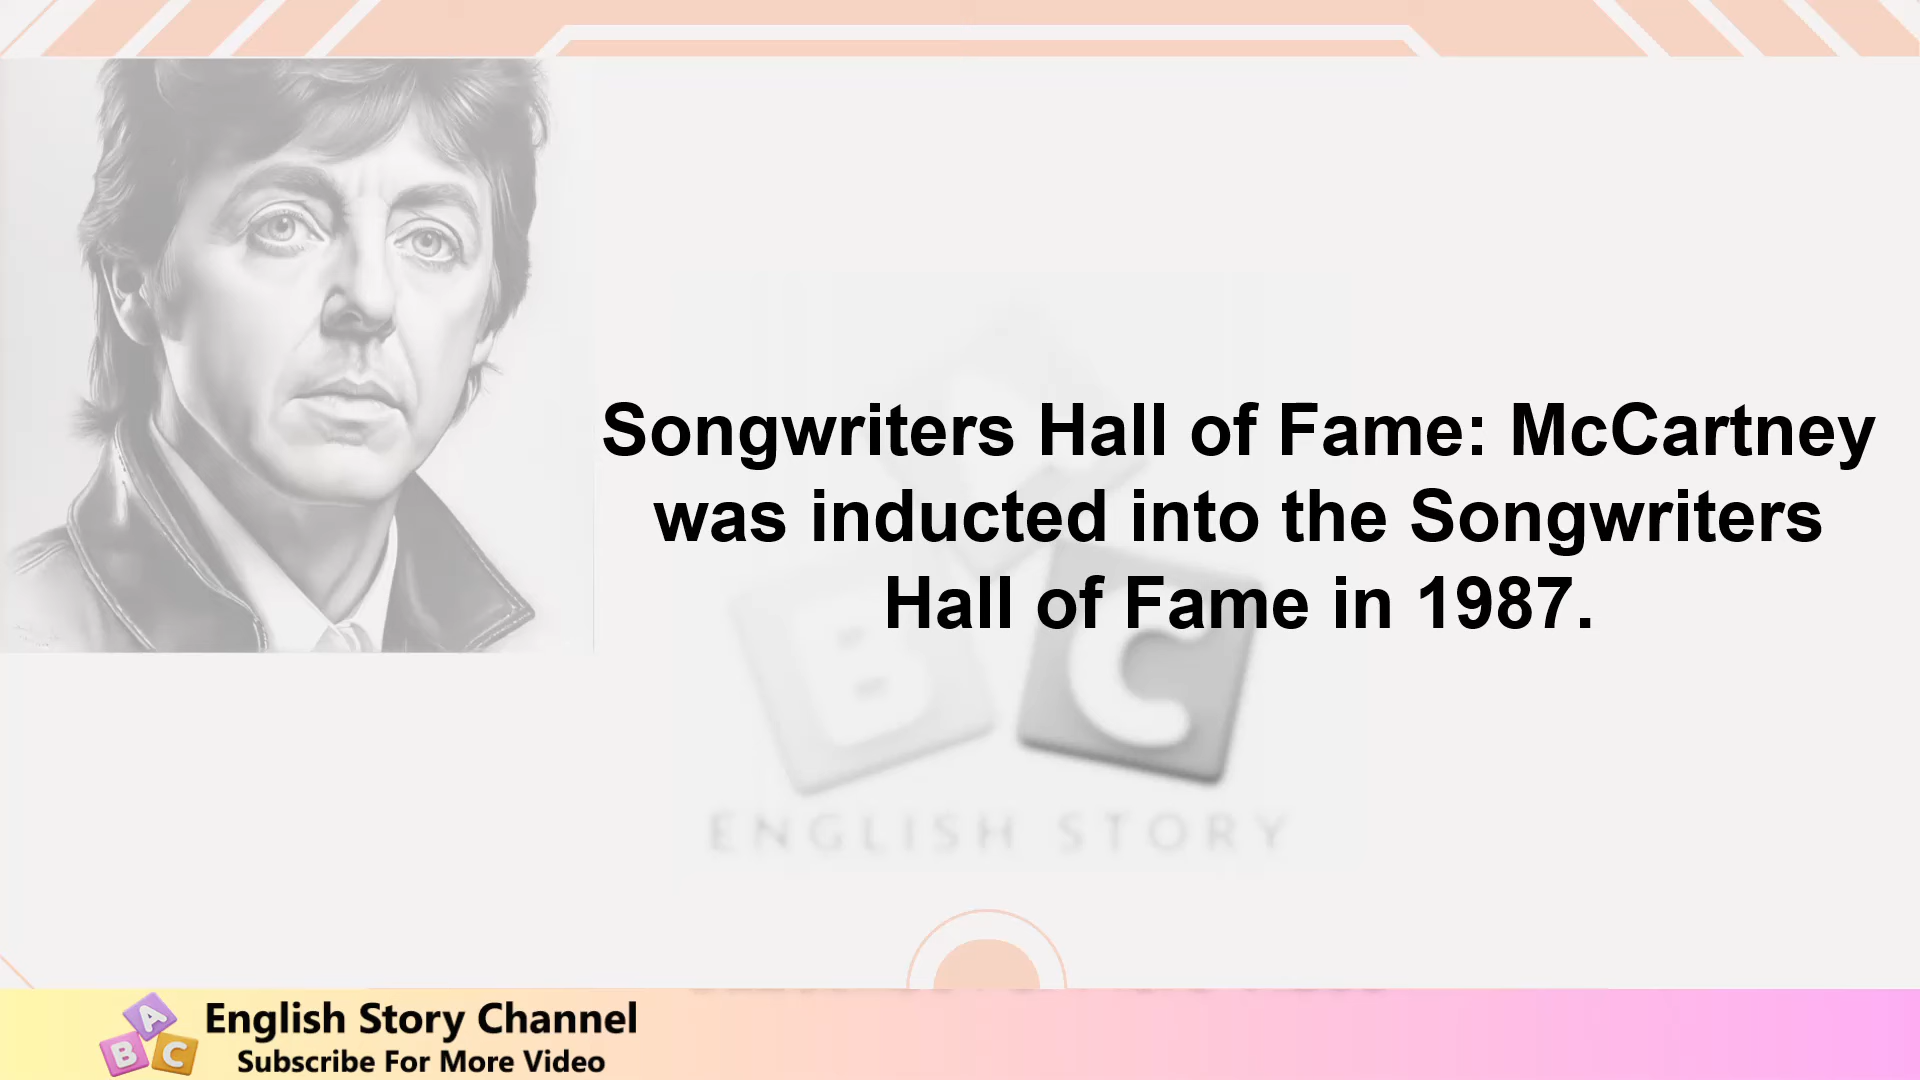 Songwriters Hall of Fame: McCartney
was inducted into the Songwriters
Hall of Fame in 1987.
B
C
ENGLISH STORY
A
B C
English Story Channel
Subscribe For More Video